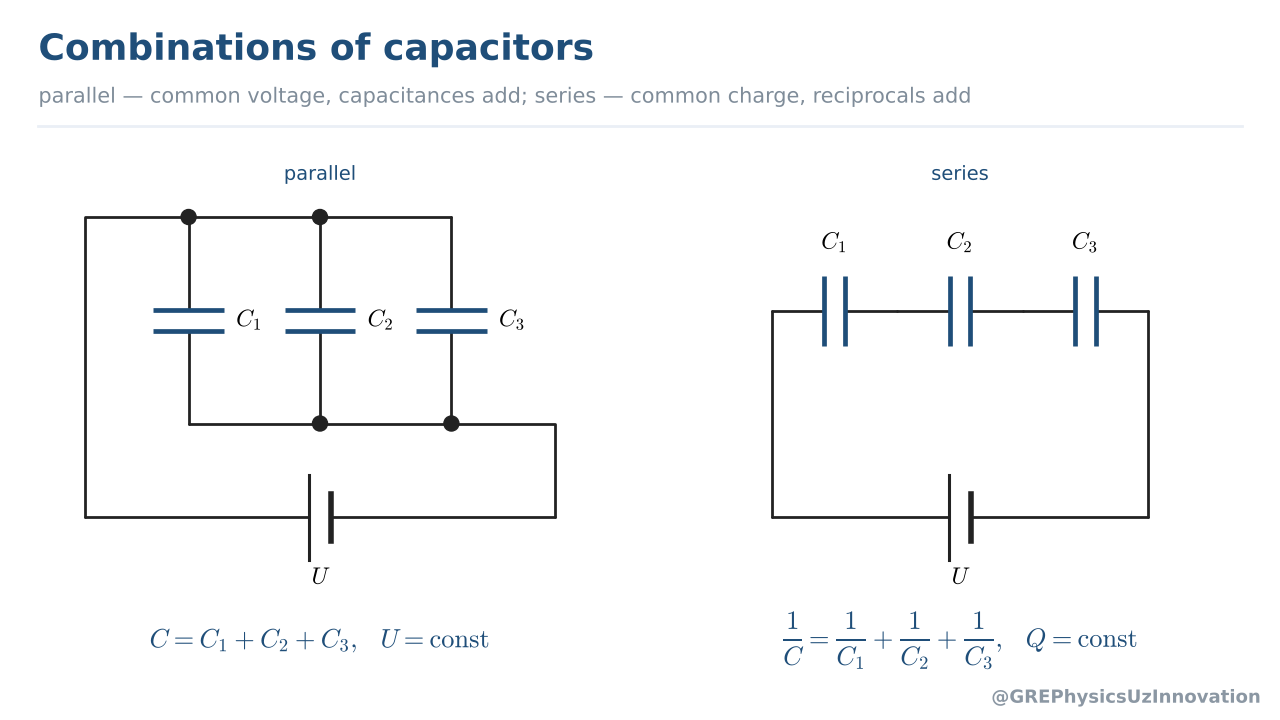 Combinations of capacitors
parallel — common voltage, capacitances add; series — common charge, reciprocals add
parallel
C₁
C₂
C₃
U
C = C₁ + C₂ + C₃, U = const
series
C₁
C₂
C₃
U
1/C = 1/C₁ + 1/C₂ + 1/C₃, Q = const
@GREPhysicsUzInnovation